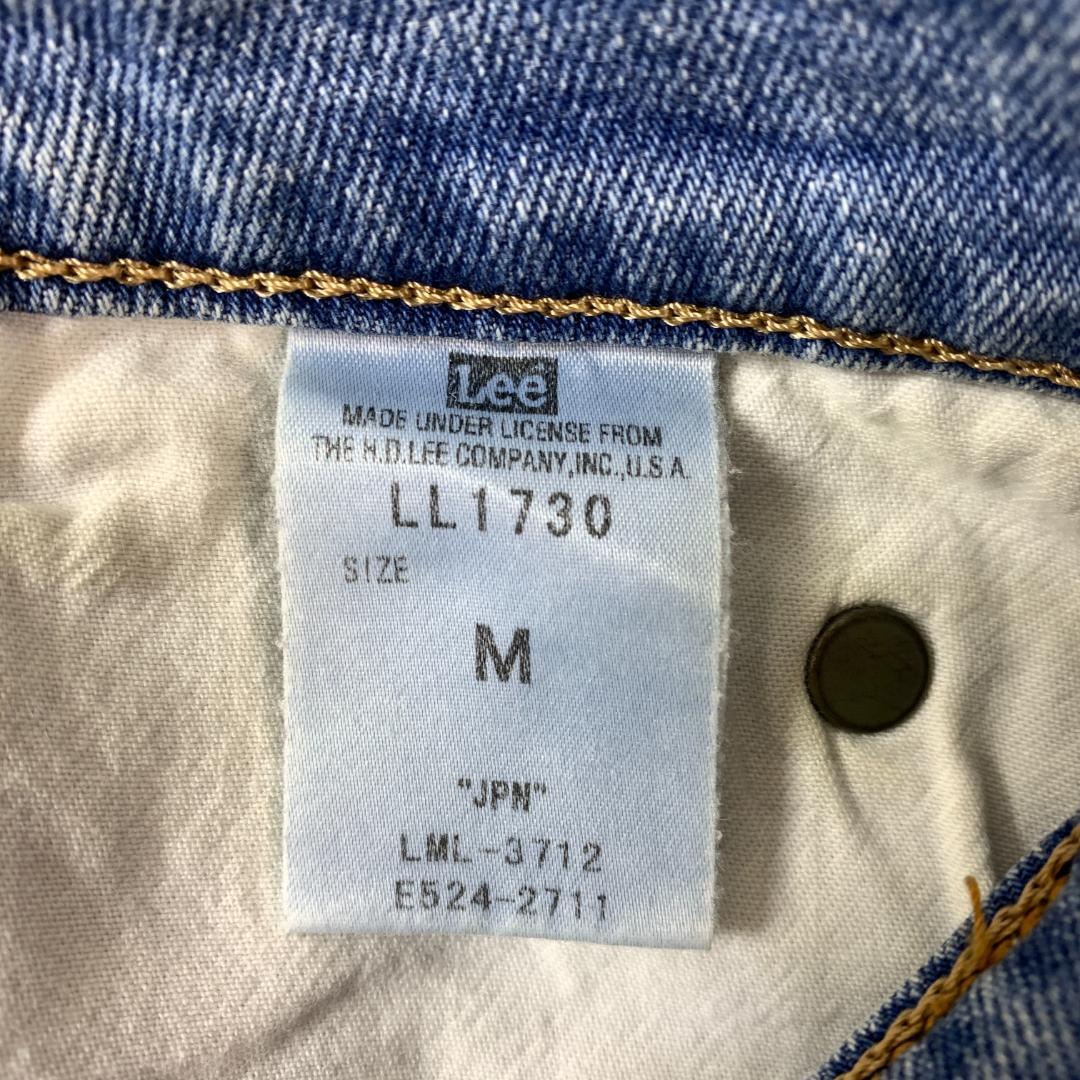 Lee
MADE UNDER LICENSE FROM
THE H.D.LEE COMPANY,INC.,U.S.A.
LL1730
SIZE
M
"JPN"
LML-3712
E524-2711